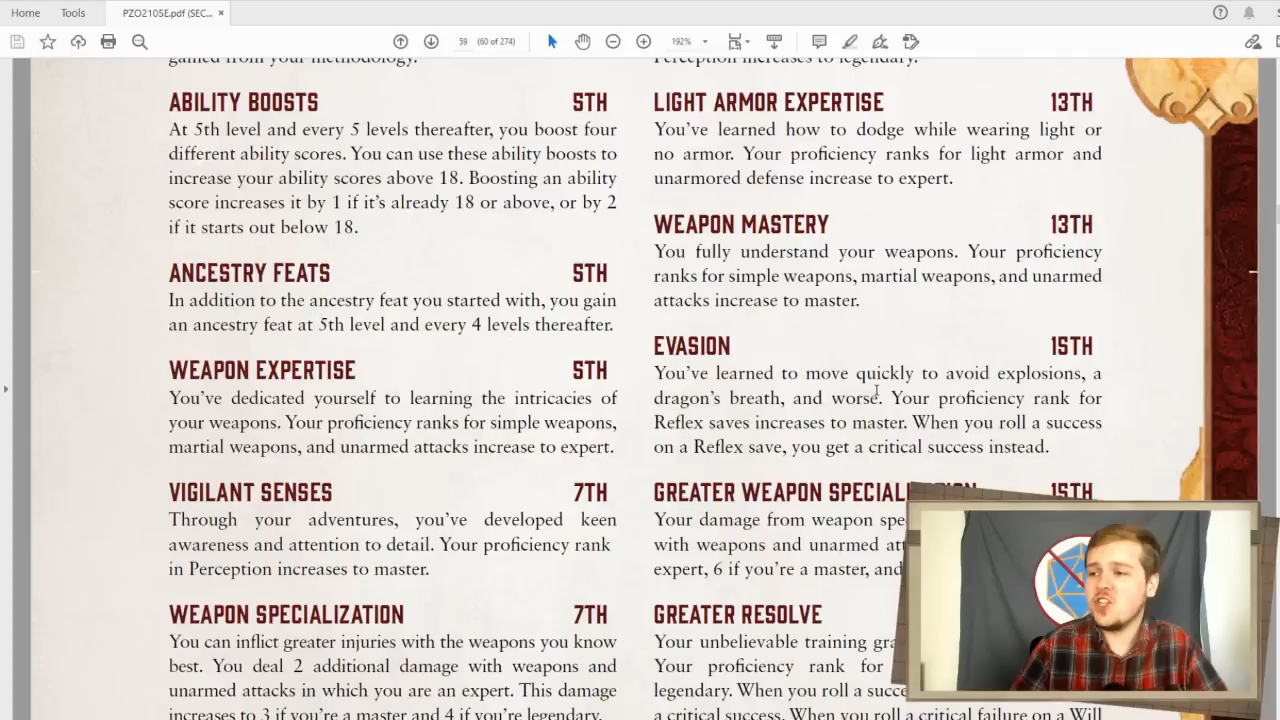 Home
Tools
PZO2105E.pdf (SEC...
59
(60 of 274)
192%
gained from your methodology.
ABILITY BOOSTS 5TH
At 5th level and every 5 levels thereafter, you boost four
different ability scores. You can use these ability boosts to
increase your ability scores above 18. Boosting an ability
score increases it by 1 if it's already 18 or above, or by 2
if it starts out below 18.
ANCESTRY FEATS 5TH
In addition to the ancestry feat you started with, you gain
an ancestry feat at 5th level and every 4 levels thereafter.
WEAPON EXPERTISE 5TH
You've dedicated yourself to learning the intricacies of
your weapons. Your proficiency ranks for simple weapons,
martial weapons, and unarmed attacks increase to expert.
VIGILANT SENSES 7TH
Through your adventures, you've developed keen
awareness and attention to detail. Your proficiency rank
in Perception increases to master.
WEAPON SPECIALIZATION 7TH
You can inflict greater injuries with the weapons you know
best. You deal 2 additional damage with weapons and
unarmed attacks in which you are an expert. This damage
increases to 3 if you're a master and 4 if you're legendary.
Perception increases to legendary.
LIGHT ARMOR EXPERTISE 13TH
You've learned how to dodge while wearing light or
no armor. Your proficiency ranks for light armor and
unarmored defense increase to expert.
WEAPON MASTERY 13TH
You fully understand your weapons. Your proficiency
ranks for simple weapons, martial weapons, and unarmed
attacks increase to master.
EVASION 15TH
You've learned to move quickly to avoid explosions, a
dragon's breath, and worse. Your proficiency rank for
Reflex saves increases to master. When you roll a success
on a Reflex save, you get a critical success instead.
GREATER WEAPON 15TH
Your damage from weapon
with weapons and unarmed
expert, 6 if you're a master, and
GREATER RESOLVE
Your unbelievable training
Your proficiency rank for
legendary. When you roll a
a critical success. When you roll a critical failure on a Will